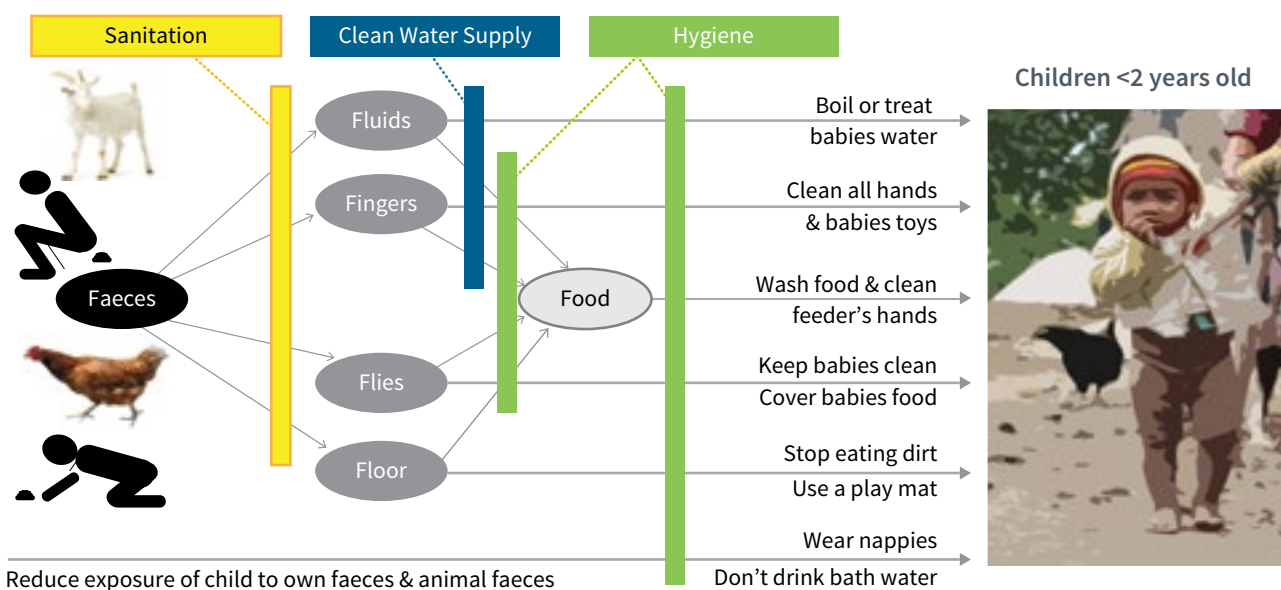 Sanitation
Clean Water Supply
Hygiene
Children <2 years old
Fluids
Boil or treat
babies water
Fingers
Clean all hands
& babies toys
Faeces
Food
Wash food & clean
feeder’s hands
Flies
Keep babies clean
Cover babies food
Floor
Stop eating dirt
Use a play mat
Wear nappies
Don’t drink bath water
Reduce exposure of child to own faeces & animal faeces